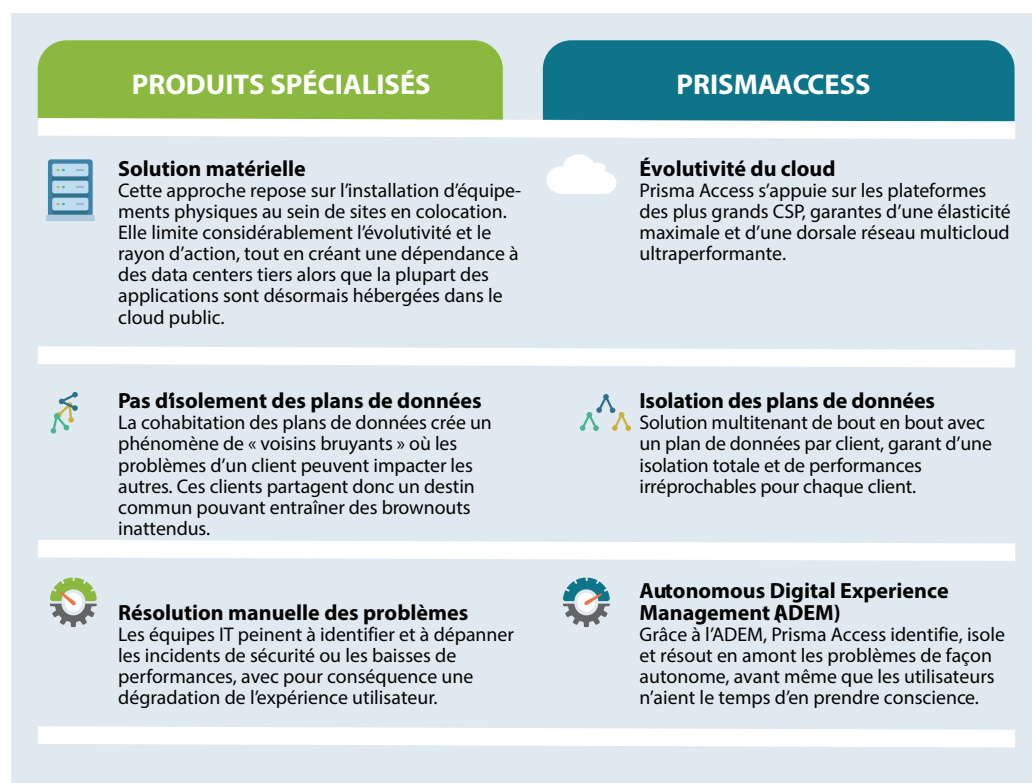 PRODUITS SPÉCIALISÉS
PRISMAACCESS
Solution matérielle
Cette approche repose sur l’installation d’équipe-
ments physiques au sein de sites en colocation.
Elle limite considérablement l’évolutivité et le
rayon d’action, tout en créant une dépendance à
des data centers tiers alors que la plupart des
applications sont désormais hébergées dans le
cloud public.
Évolutivité du cloud
Prisma Access s’appuie sur les plateformes
des plus grands CSP, garantes d’une élasticité
maximale et d’une dorsale réseau multicloud
ultraperformante.
Pas d’isolement des plans de données
La cohabitation des plans de données crée un
phénomène de « voisins bruyants » où les
problèmes d’un client peuvent impacter les
autres. Ces clients partagent donc un destin
commun pouvant entraîner des brownouts
inattendus.
Isolation des plans de données
Solution multitenant de bout en bout avec
un plan de données par client, garant d’une
isolation totale et de performances
irréprochables pour chaque client.
Résolution manuelle des problèmes
Les équipes IT peinent à identifier et à dépanner
les incidents de sécurité ou les baisses de
performances, avec pour conséquence une
dégradation de l’expérience utilisateur.
Autonomous Digital Experience
Management (ADEM)
Grâce à l’ADEM, Prisma Access identifie, isole
et résout en amont les problèmes de façon
autonome, avant même que les utilisateurs
n’aient le temps d’en prendre conscience.